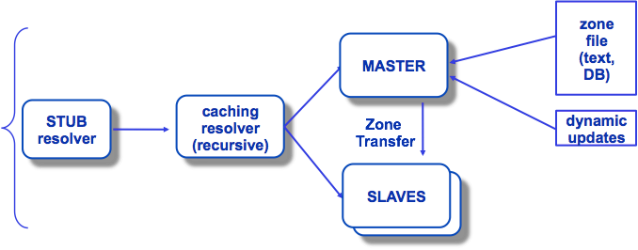 STUB
resolver
caching
resolver
(recursive)
MASTER
Zone
Transfer
SLAVES
zone
file
(text,
DB)
dynamic
updates